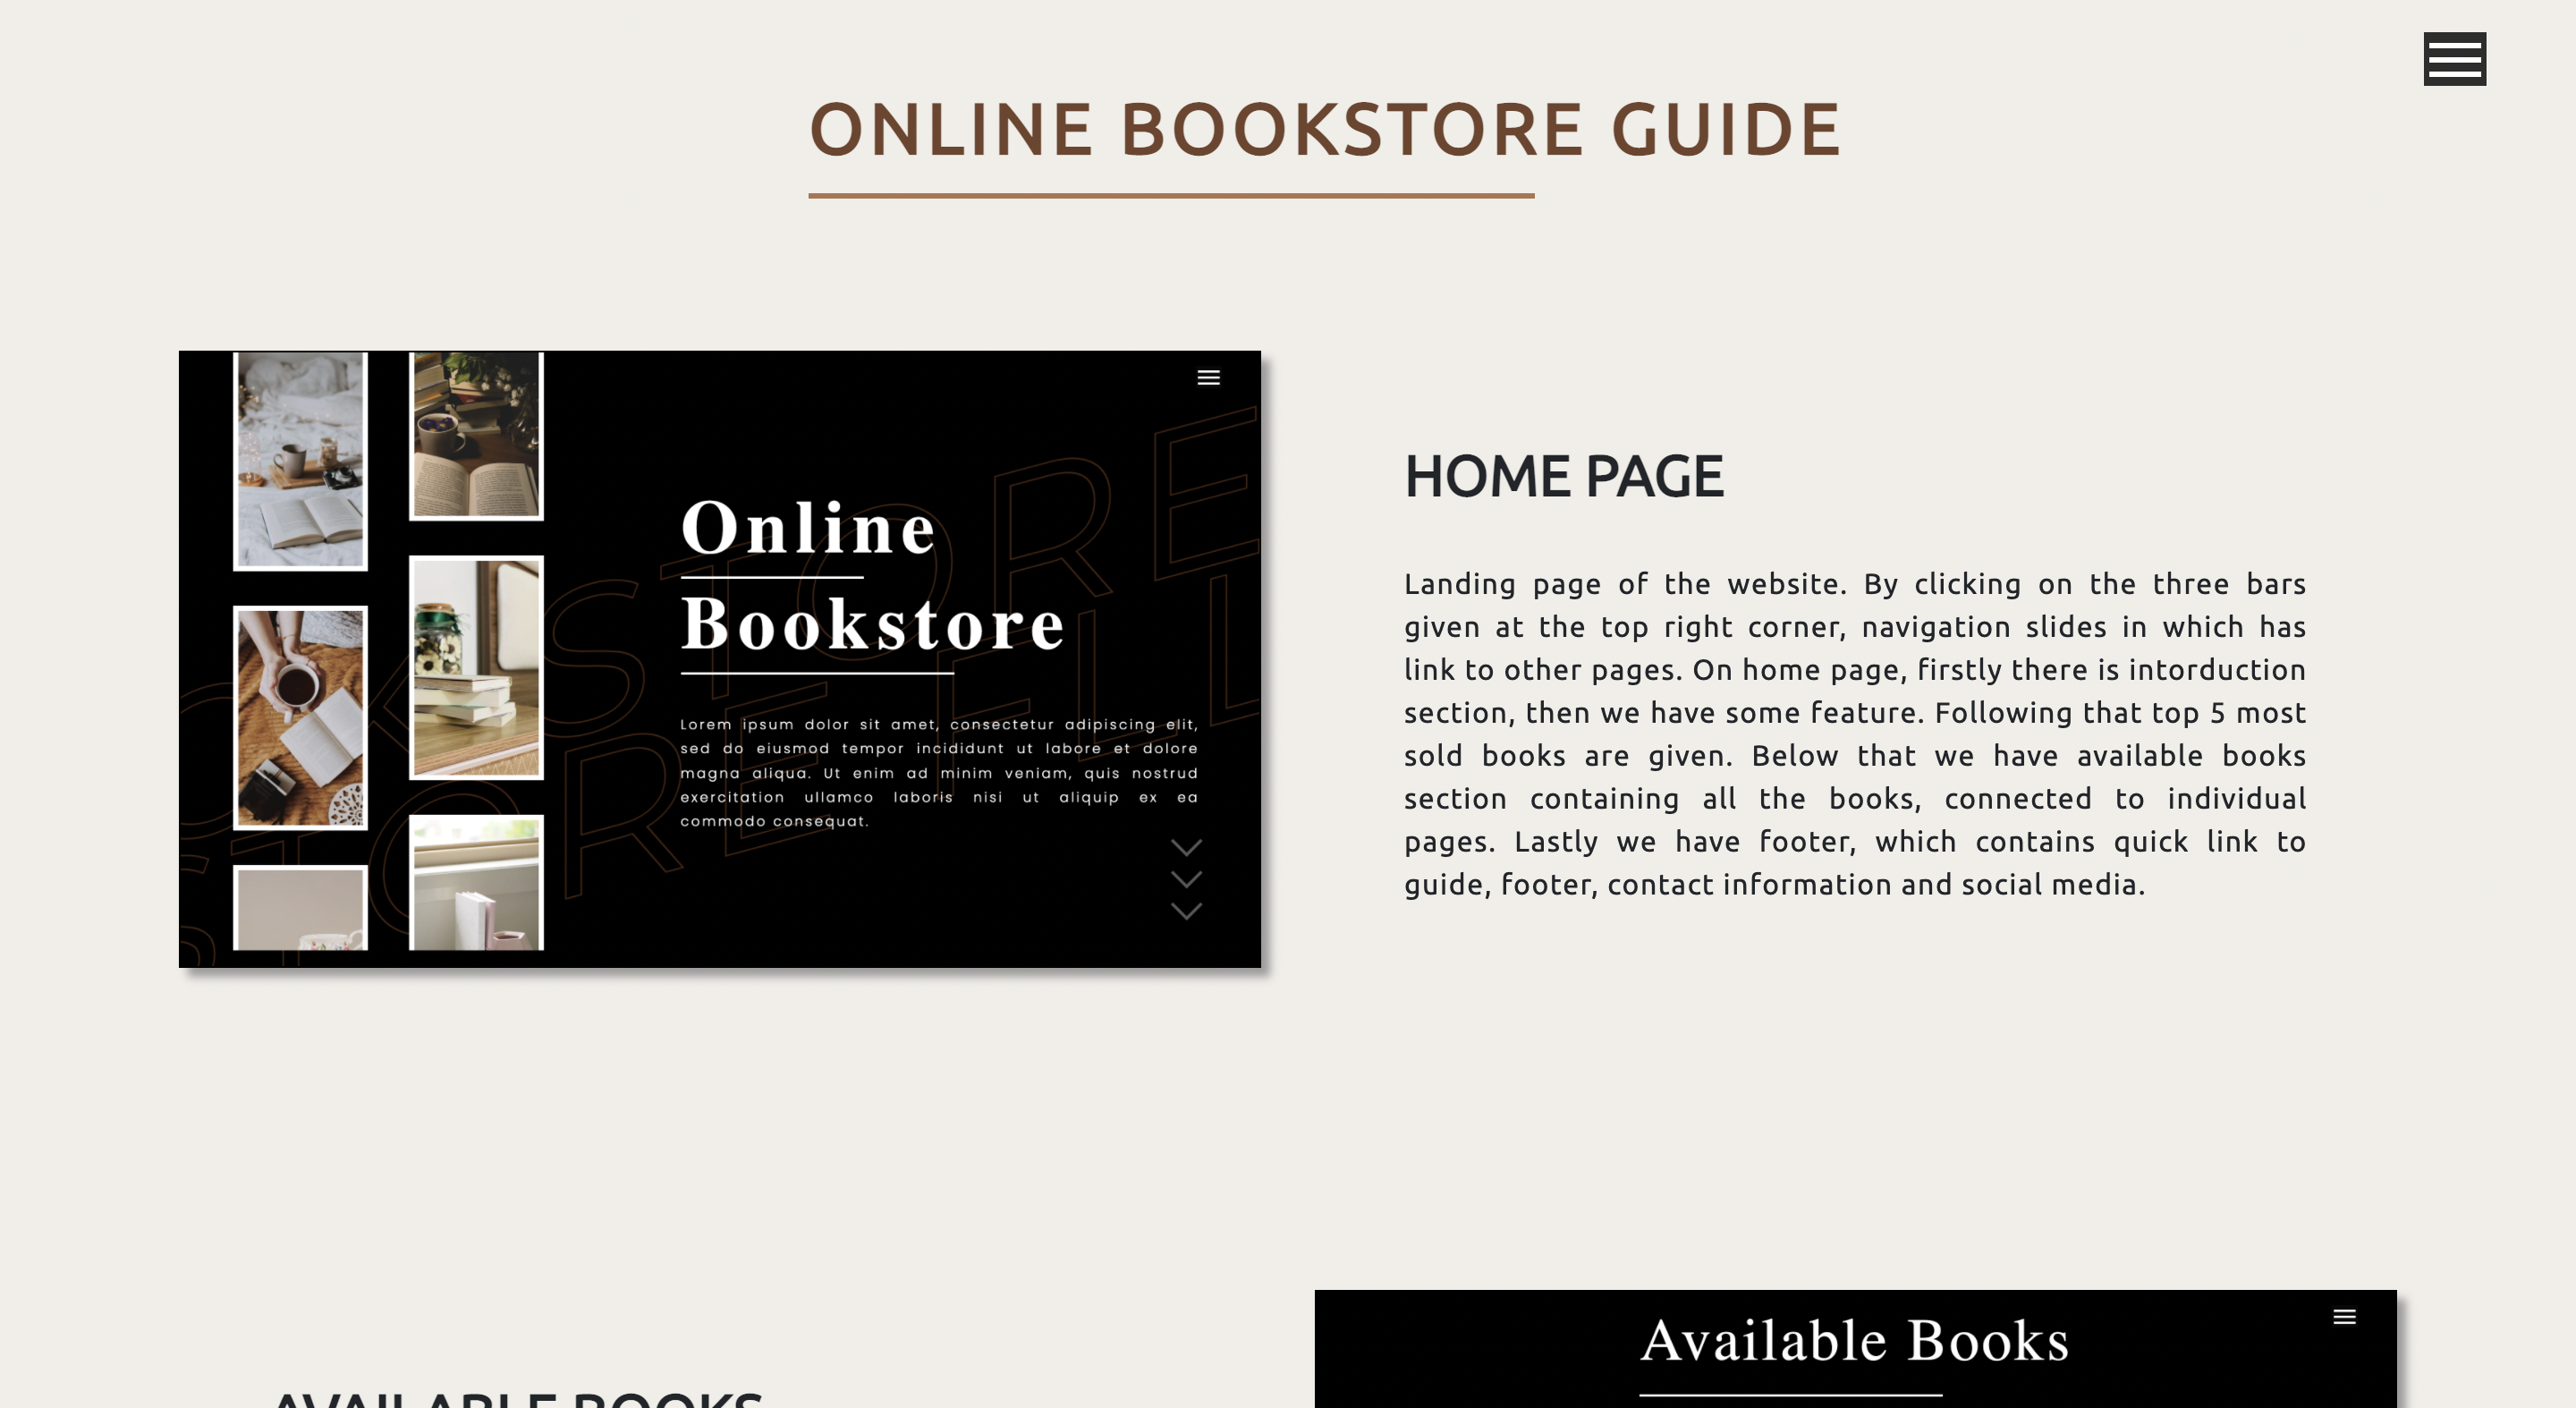 ONLINE BOOKSTORE GUIDE
Online
Bookstore
Lorem ipsum dolor sit amet, consectetur adipiscing elit,
sed do eiusmod tempor incididunt ut labore et dolore
magna aliqua. Ut enim ad minim veniam, quis nostrud
exercitation ullamco laboris nisi ut aliquip ex ea
commodo consequat.
HOME PAGE
Landing page of the website. By clicking on the three bars
given at the top right corner, navigation slides in which has
link to other pages. On home page, firstly there is intorduction
section, then we have some feature. Following that top 5 most
sold books are given. Below that we have available books
section containing all the books, connected to individual
pages. Lastly we have footer, which contains quick link to
guide, footer, contact information and social media.
AVAILABLE BOOKS
Available Books